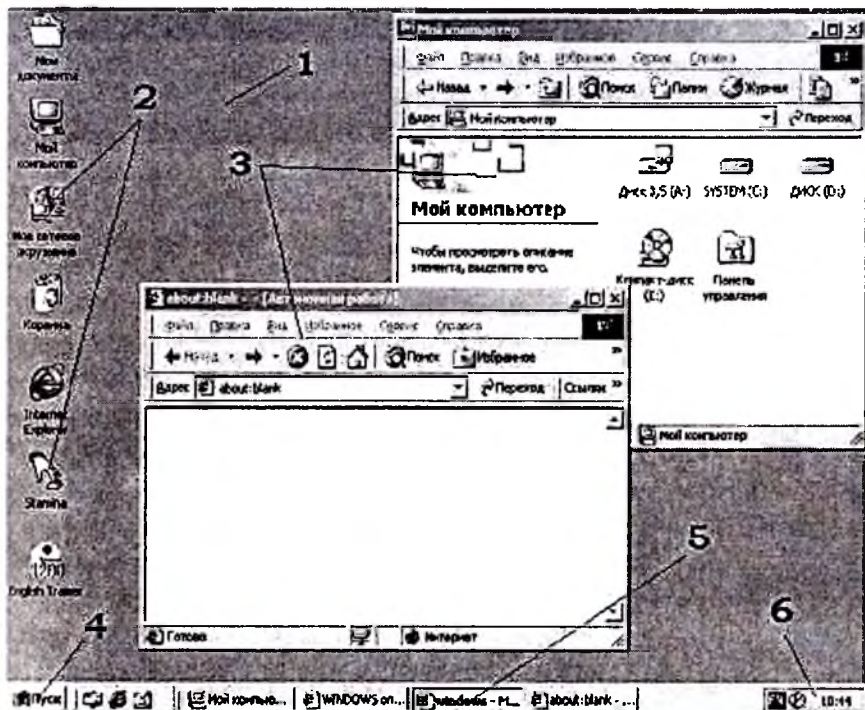 Мои документы
1
2
Мой компьютер
3
Корзина
Internet Explorer
Stamina
English Trainer
4
Пуск
Мой компьютер
Файл Правка Вид Избранное Сервис Справка
Назад Поиск Папки Журнал »
Адрес Мой компьютер Переход
Мой компьютер
Чтобы просмотреть описание
элемента, выделите его.
Диск 3,5 (A:) SYSTEM (C:) ДИСК (D:)
Компакт-диск (E:)
Панель управления
Мой компьютер
about:blank - [Автономная работа]
Файл Правка Вид Избранное Сервис Справка
Назад Поиск Избранное »
Адрес about:blank Переход Ссылки »
Готово Интернет
5
6
Мой компью... WINDOWS on... windows - M... about:blank - ...
10:44